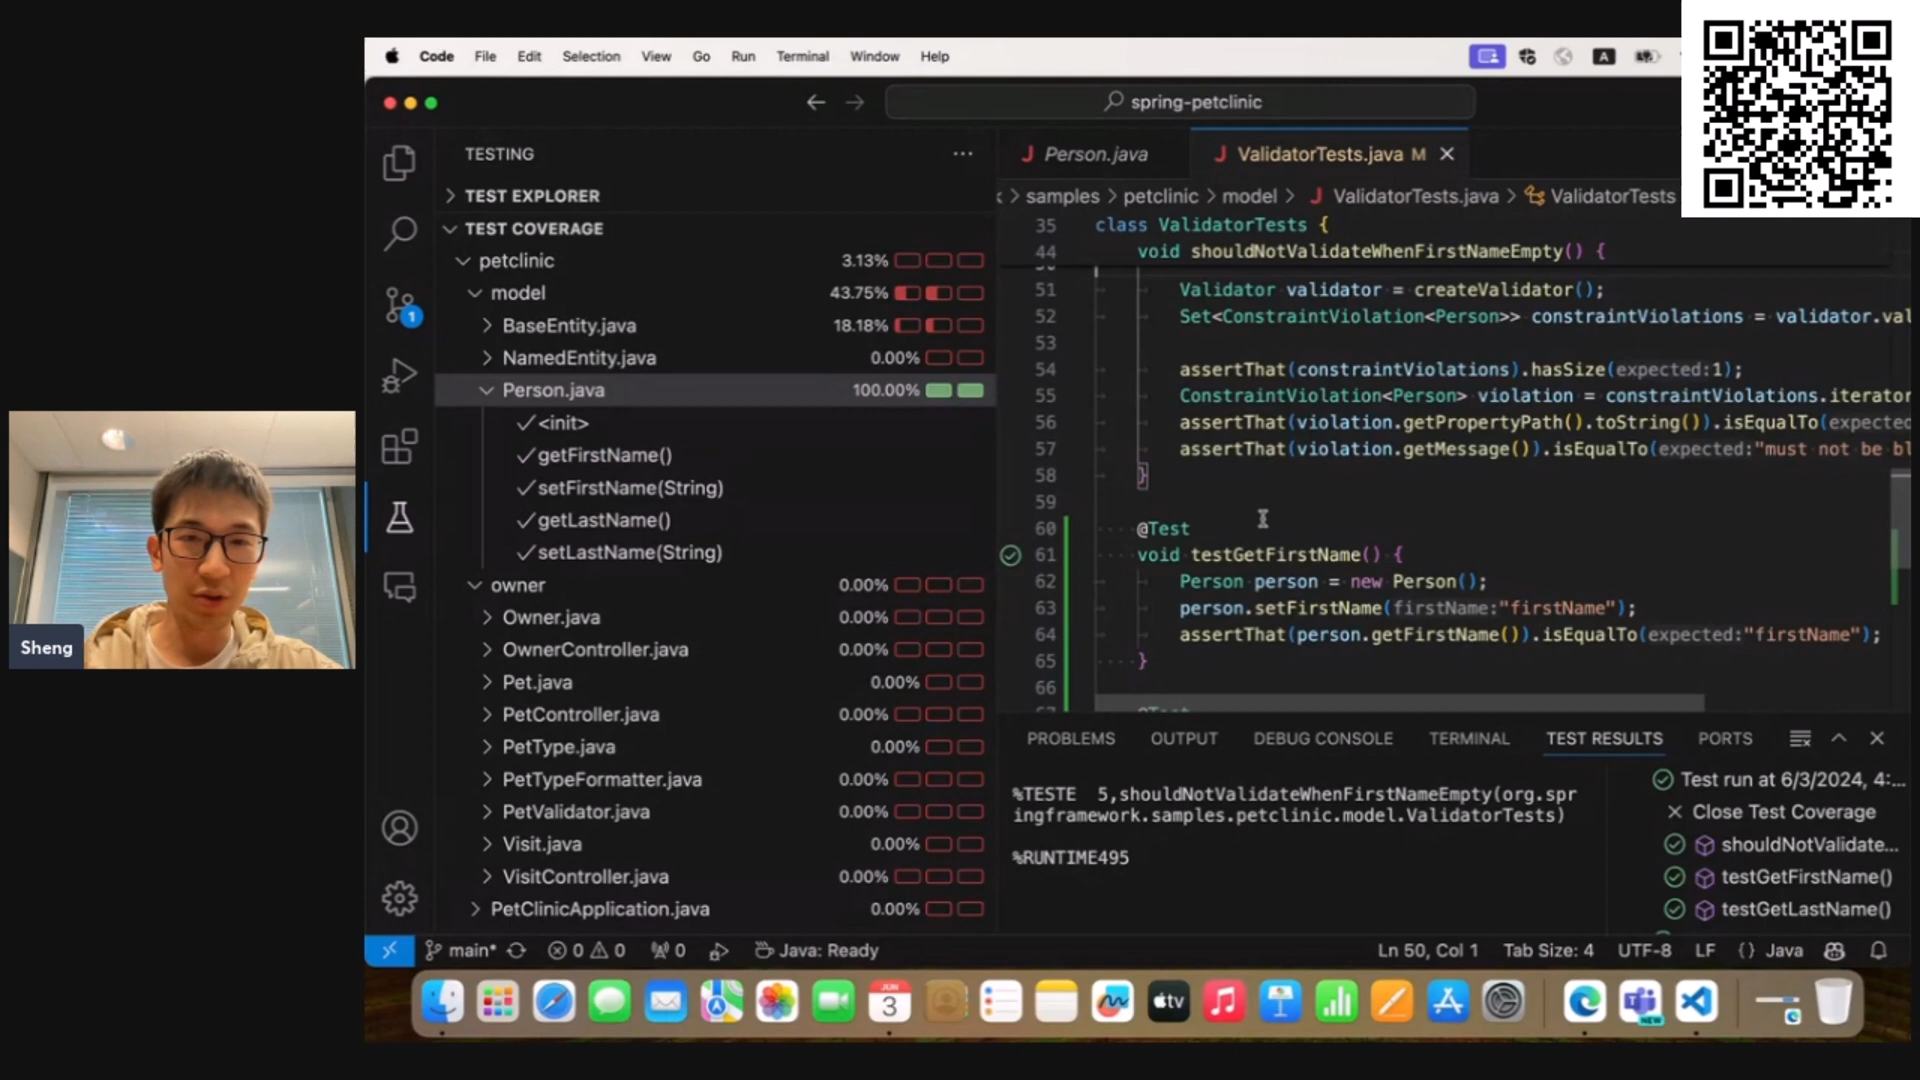 Code File Edit Selection View Go Run Terminal Window Help
A
spring-petclinic
TESTING
TEST EXPLORER
TEST COVERAGE
petclinic 3.13%
model 43.75%
BaseEntity.java 18.18%
NamedEntity.java 0.00%
Person.java 100.00%
<init>
getFirstName()
setFirstName(String)
getLastName()
setLastName(String)
owner 0.00%
Owner.java 0.00%
OwnerController.java 0.00%
Pet.java 0.00%
PetController.java 0.00%
PetType.java 0.00%
PetTypeFormatter.java 0.00%
PetValidator.java 0.00%
Visit.java 0.00%
VisitController.java 0.00%
PetClinicApplication.java 0.00%
1
Sheng
J Person.java J ValidatorTests.java M
> samples > petclinic > model > J ValidatorTests.java > ValidatorTests
35 class ValidatorTests {
44 void shouldNotValidateWhenFirstNameEmpty() {
51 Validator validator = createValidator();
52 Set<ConstraintViolation<Person>> constraintViolations = validator.val
53
54 assertThat(constraintViolations).hasSize(expected:1);
55 ConstraintViolation<Person> violation = constraintViolations.iterator
56 assertThat(violation.getPropertyPath().toString()).isEqualTo(expected
57 assertThat(violation.getMessage()).isEqualTo(expected:"must not be bl
58 }
59
60 @Test
61 void testGetFirstName() {
62 Person person = new Person();
63 person.setFirstName(firstName:"firstName");
64 assertThat(person.getFirstName()).isEqualTo(expected:"firstName");
65 }
66
PROBLEMS OUTPUT DEBUG CONSOLE TERMINAL TEST RESULTS PORTS
%TESTE 5,shouldNotValidateWhenFirstNameEmpty(org.spr
ingframework.samples.petclinic.model.ValidatorTests)
%RUNTIME495
Test run at 6/3/2024, 4:...
Close Test Coverage
shouldNotValidate...
testGetFirstName()
testGetLastName()
main* 0 0 0 Java: Ready Ln 50, Col 1 Tab Size: 4 UTF-8 LF {} Java
JUN
3
tv
NEW